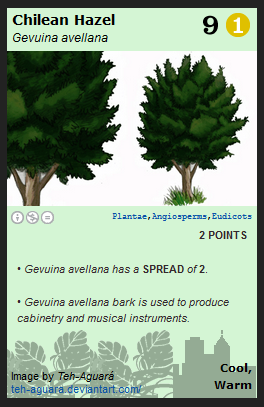 Chilean Hazel 9 1
Gevuina avellana
Plantae,Angiosperms,Eudicots
2 POINTS
• Gevuina avellana has a SPREAD of 2.
• Gevuina avellana bark is used to produce
cabinetry and musical instruments.
Image by Teh-Aguará
teh-aguara.deviantart.com/
Cool,
Warm